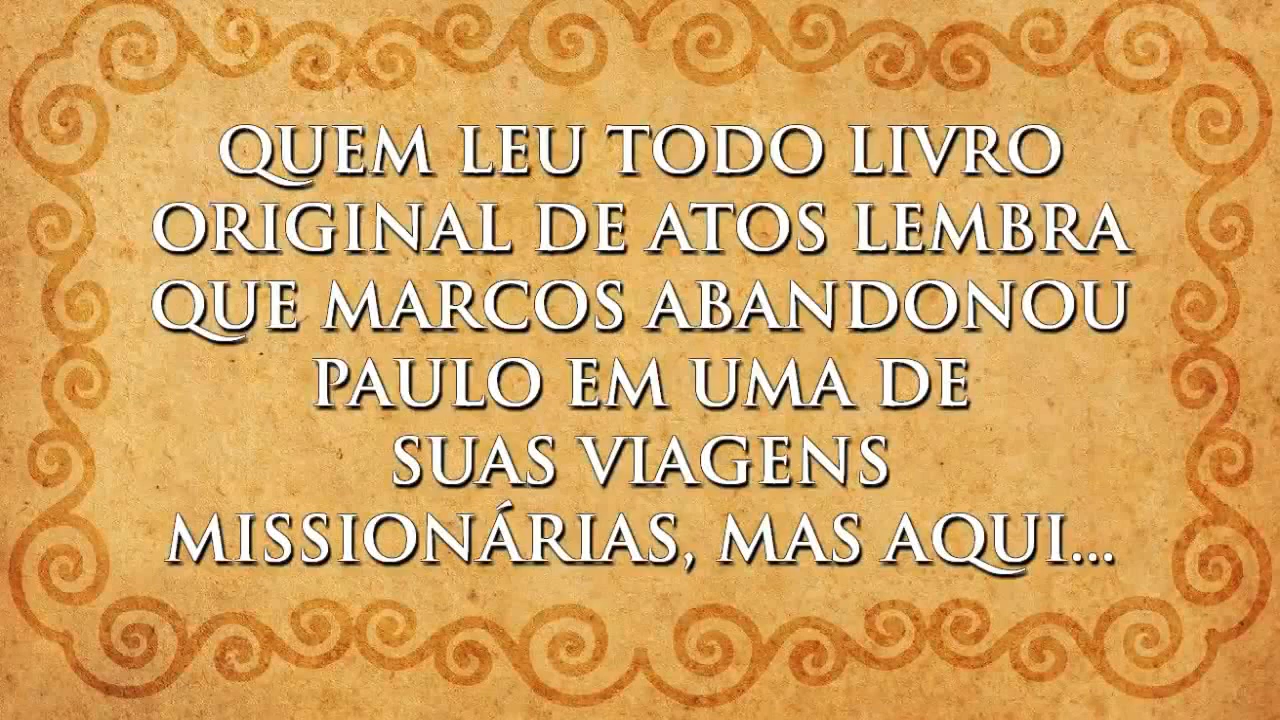 QUEM LEU TODO LIVRO
ORIGINAL DE ATOS LEMBRA
QUE MARCOS ABANDONOU
PAULO EM UMA DE
SUAS VIAGENS
MISSIONÁRIAS, MAS AQUI...